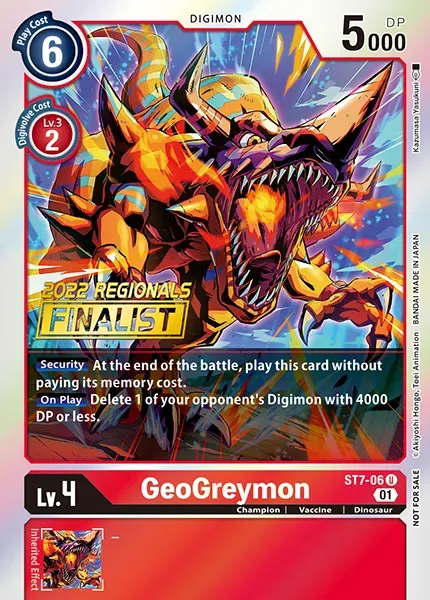 Play Cost
6
DIGIMON
5000
DP
Digivolve Cost
Lv.3
2
Kazumasa Yasukuni
2022 REGIONALS
FINALIST
Security At the end of the battle, play this card without
paying its memory cost.
On Play Delete 1 of your opponent's Digimon with 4000
DP or less.
©Akiyoshi Hongo, Toei Animation BANDAI MADE IN JAPAN
NOT FOR SALE
Lv.4
GeoGreymon
ST7-06 U
01
Champion | Vaccine | Dinosaur
Inherited Effect
–